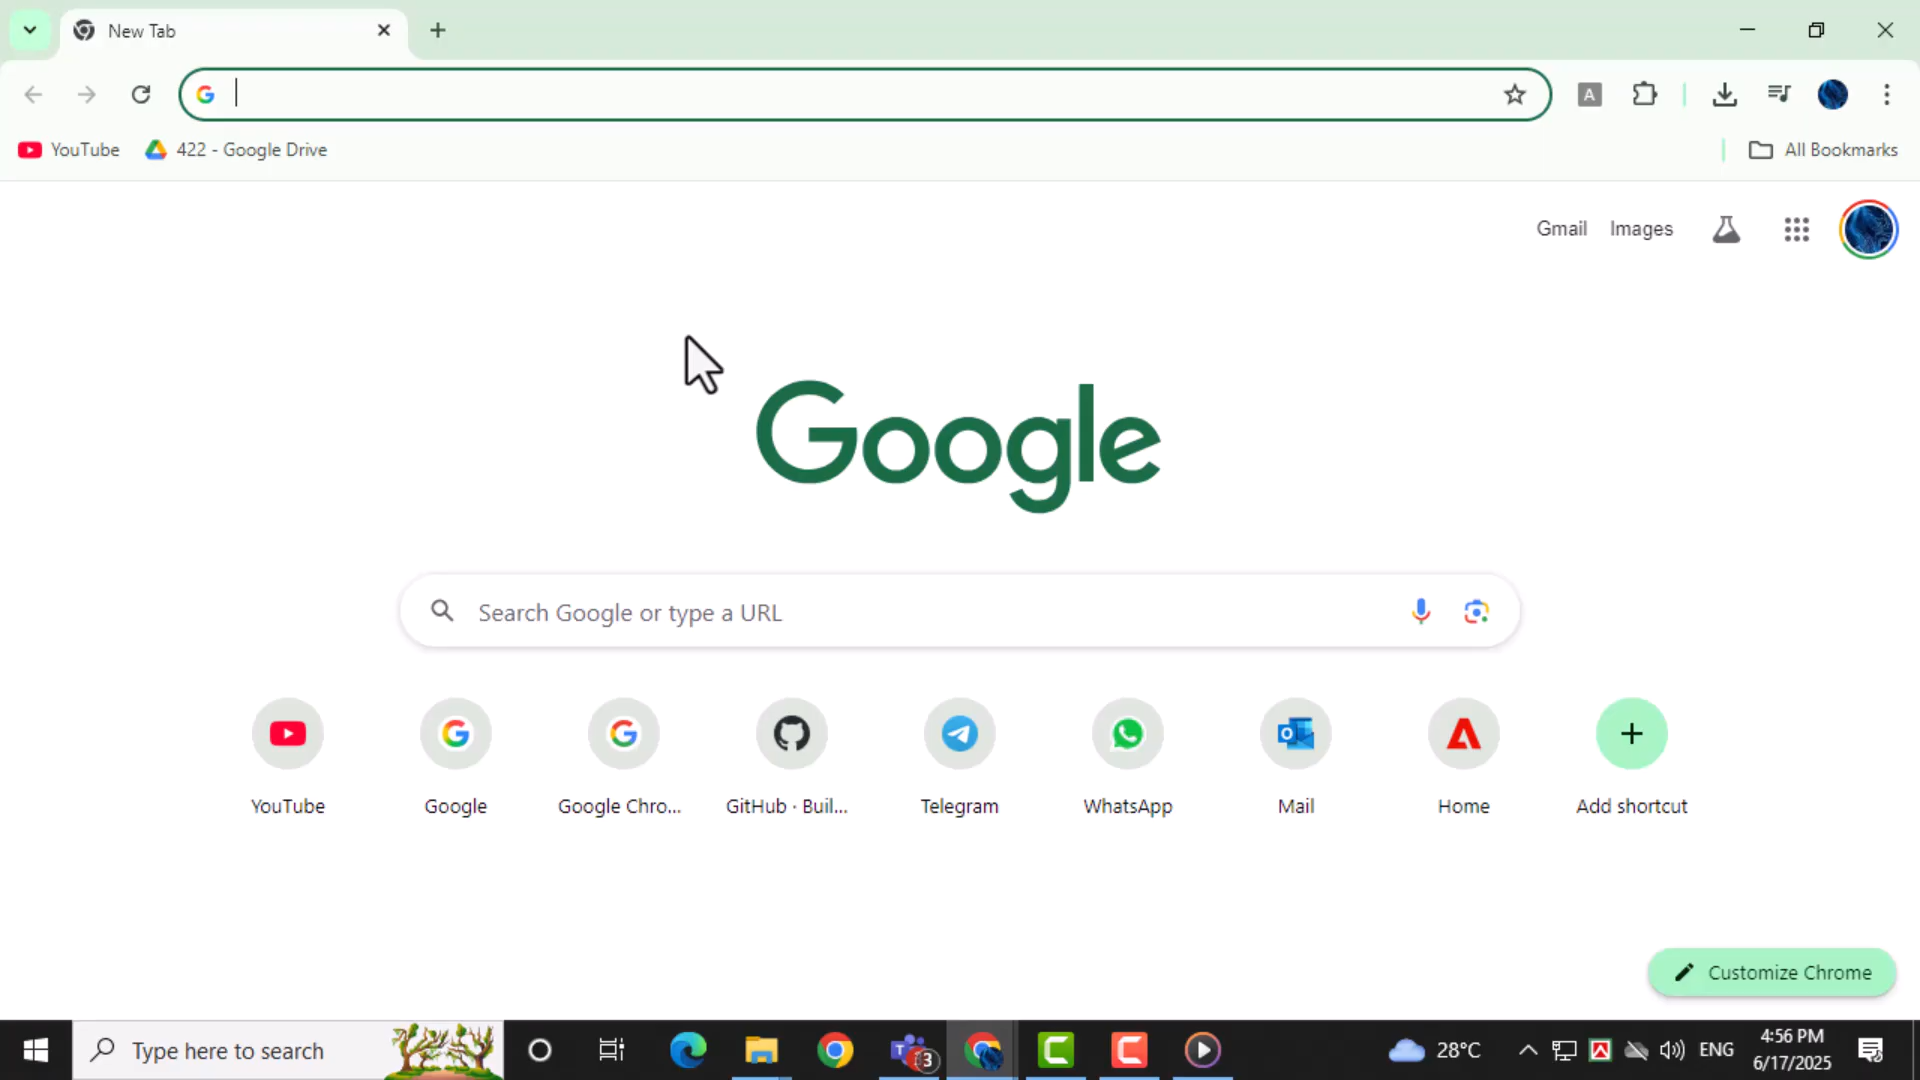 New Tab
YouTube
422 - Google Drive
All Bookmarks
Gmail
Images
Google
Search Google or type a URL
YouTube
Google
Google Chro...
GitHub · Buil...
Telegram
WhatsApp
Mail
Home
Add shortcut
Customize Chrome
Type here to search
3
28°C
ENG
4:56 PM
6/17/2025